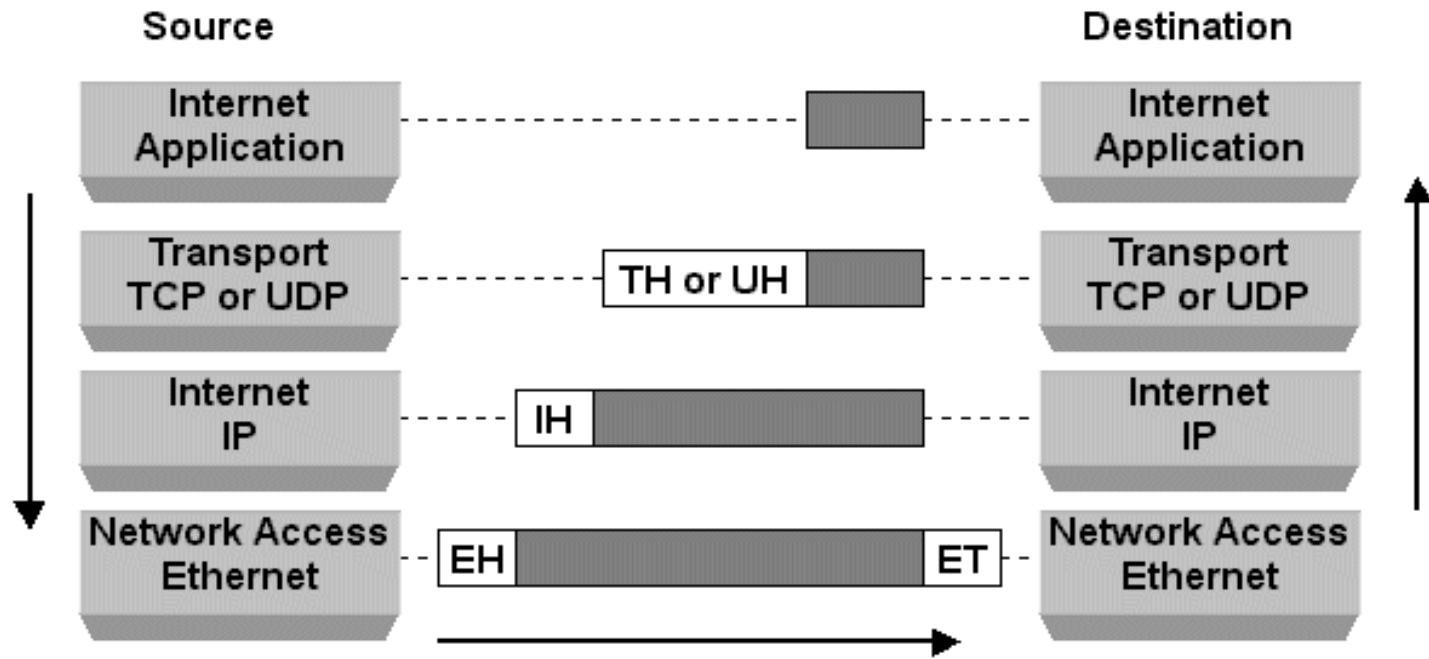 Source
Destination
Internet
Application
Internet
Application
Transport
TCP or UDP
TH or UH
Transport
TCP or UDP
Internet
IP
IH
Internet
IP
Network Access
Ethernet
EH
ET
Network Access
Ethernet